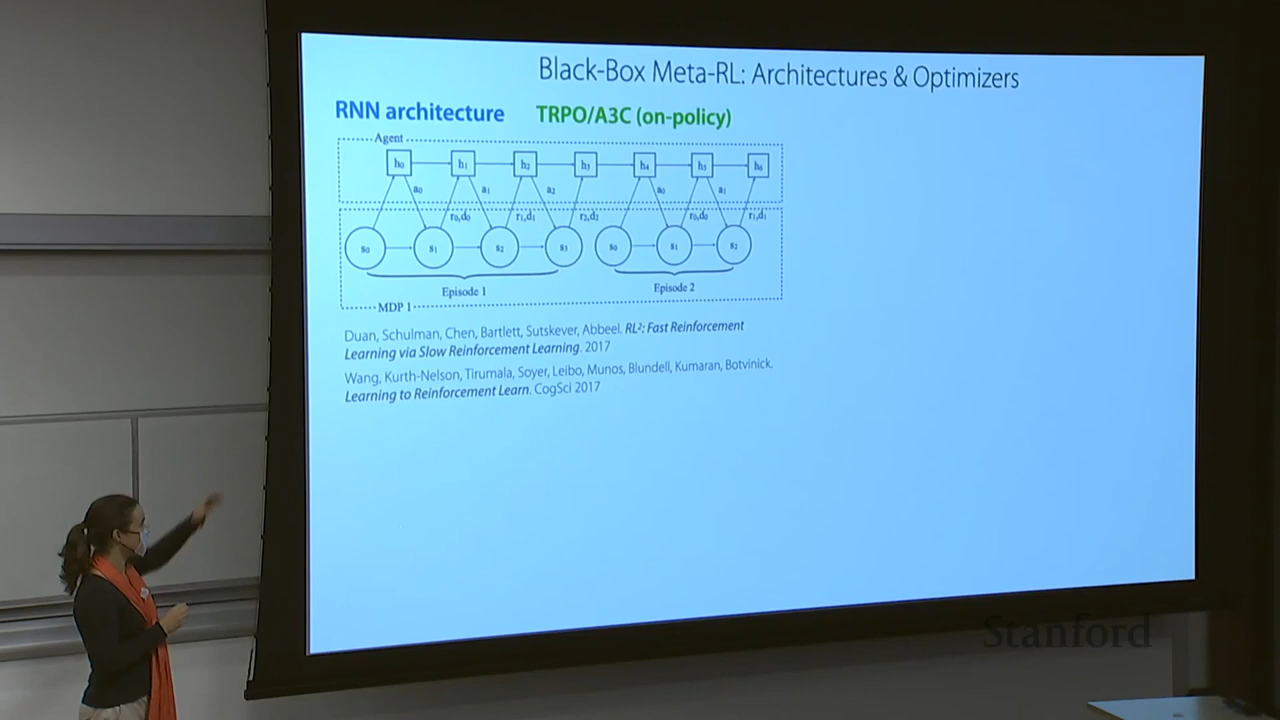 Black-Box Meta-RL: Architectures & Optimizers
RNN architecture TRPO/A3C (on-policy)
Agent
h0 h1 h2 h3 h4 h5 h6
a0 a1 a2 a0 a1
r0,d0 r1,d1 r2,d2 r0,d0 r1,d1
s0 s1 s2 s3 s0 s1 s2
Episode 1 Episode 2
MDP 1
Duan, Schulman, Chen, Bartlett, Sutskever, Abbeel. RL²: Fast Reinforcement
Learning via Slow Reinforcement Learning. 2017
Wang, Kurth-Nelson, Tirumala, Soyer, Leibo, Munos, Blundell, Kumaran, Botvinick.
Learning to Reinforcement Learn. CogSci 2017
Stanford